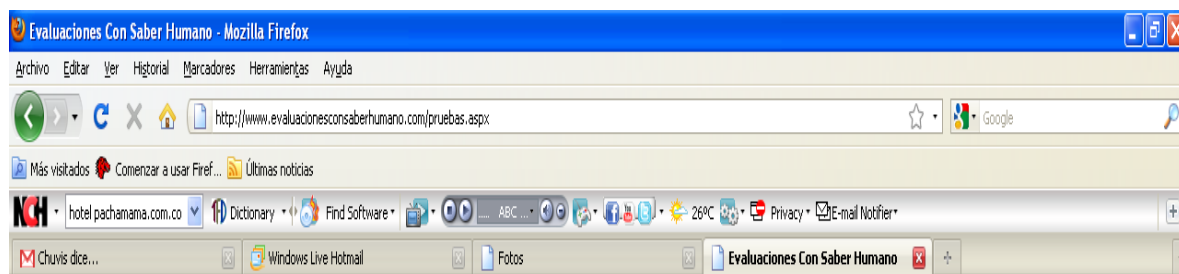 Evaluaciones Con Saber Humano - Mozilla Firefox
Archivo Editar Ver Historial Marcadores Herramientas Ayuda
http://www.evaluacionesconsaberhumano.com/pruebas.aspx Google
Más visitados Comenzar a usar Firef... Últimas noticias
NCH hotel pachamama.com.co Dictionary Find Software .... ABC ... 26ºC Privacy E-mail Notifier
Chuvis dice... Windows Live Hotmail Fotos Evaluaciones Con Saber Humano